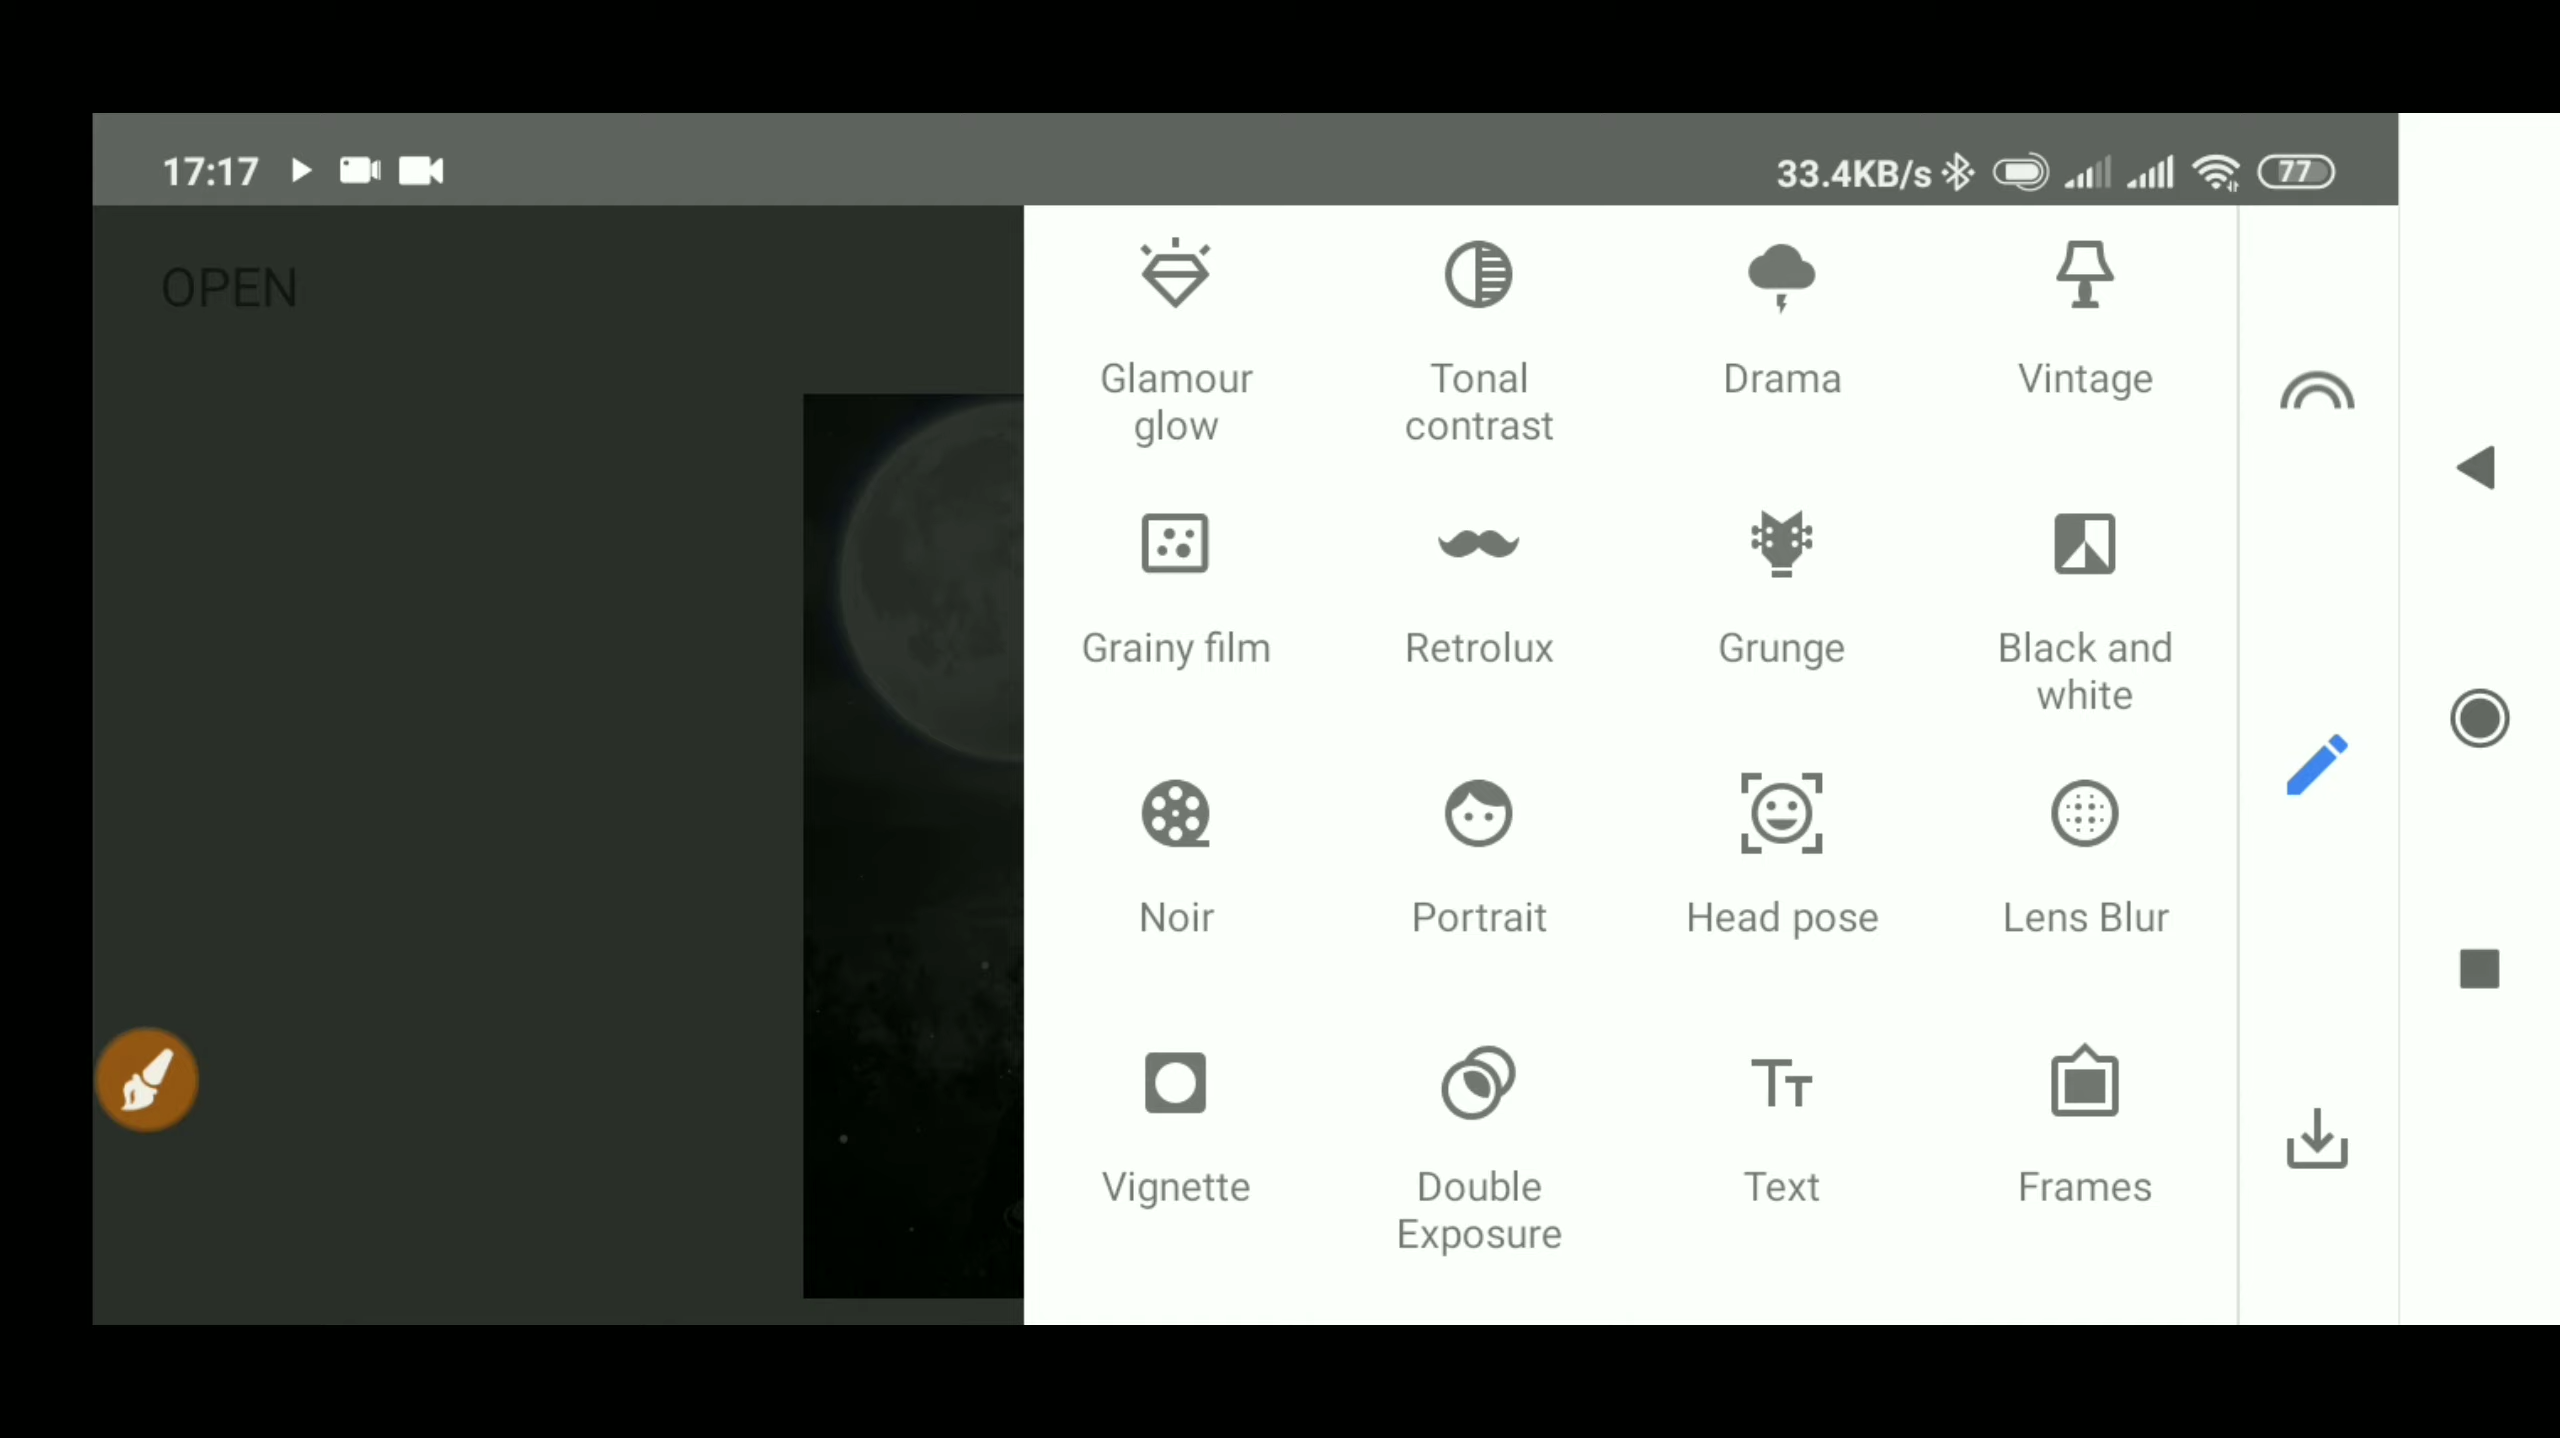 17:17
33.4KB/s
77
OPEN
Glamour
glow
Tonal
contrast
Drama
Vintage
Grainy film
Retrolux
Grunge
Black and
white
Noir
Portrait
Head pose
Lens Blur
Vignette
Double
Exposure
Text
Frames